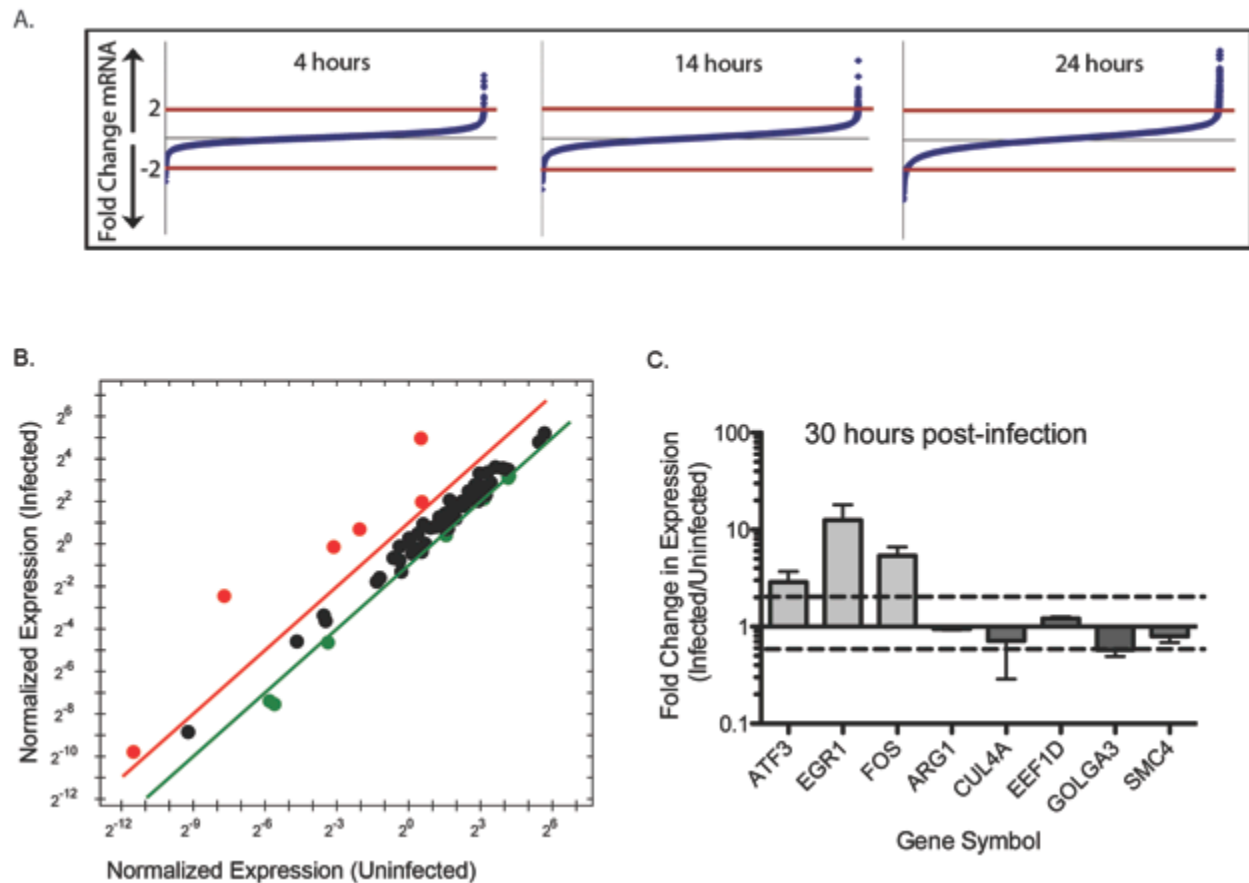 A.
Fold Change mRNA
2
-2
4 hours
14 hours
24 hours
B.
Normalized Expression (Infected)
2^6
2^4
2^2
2^0
2^-2
2^-4
2^-6
2^-8
2^-10
2^-12
2^-12
2^-9
2^-6
2^-3
2^0
2^3
2^6
Normalized Expression (Uninfected)
C.
30 hours post-infection
Fold Change in Expression
(Infected/Uninfected)
100
10
1
0.1
ATF3
EGR1
FOS
ARG1
CUL4A
EEF1D
GOLGA3
SMC4
Gene Symbol